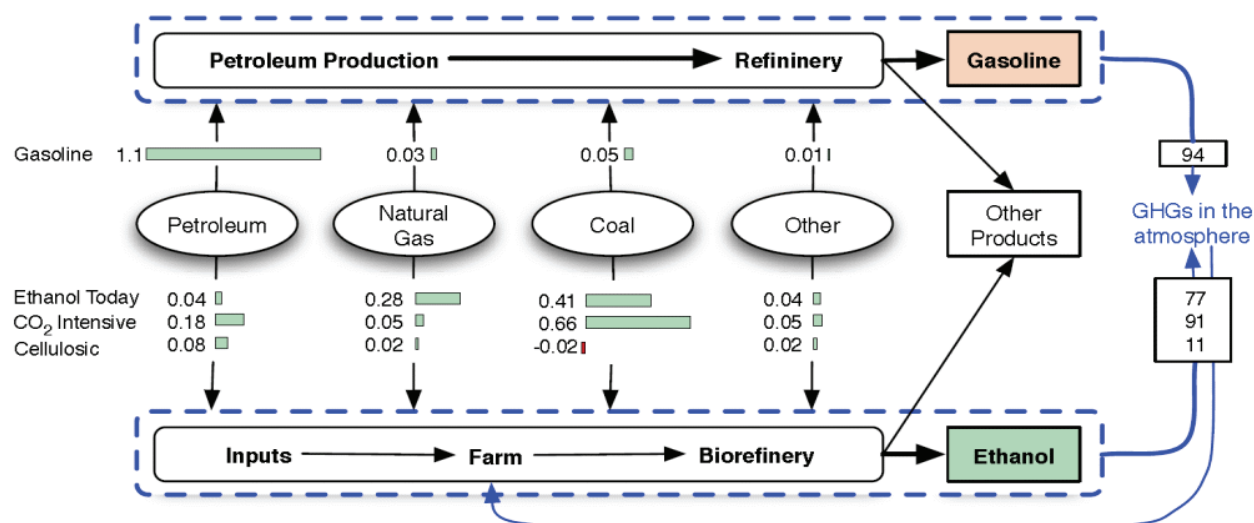 Petroleum Production Refininery Gasoline
Gasoline 1.1 0.03 0.05 0.01 94
Petroleum Natural Gas Coal Other Other Products GHGs in the atmosphere
Ethanol Today 0.04 0.28 0.41 0.04 77
CO2 Intensive 0.18 0.05 0.66 0.05 91
Cellulosic 0.08 0.02 -0.02 0.02 11
Inputs Farm Biorefinery Ethanol